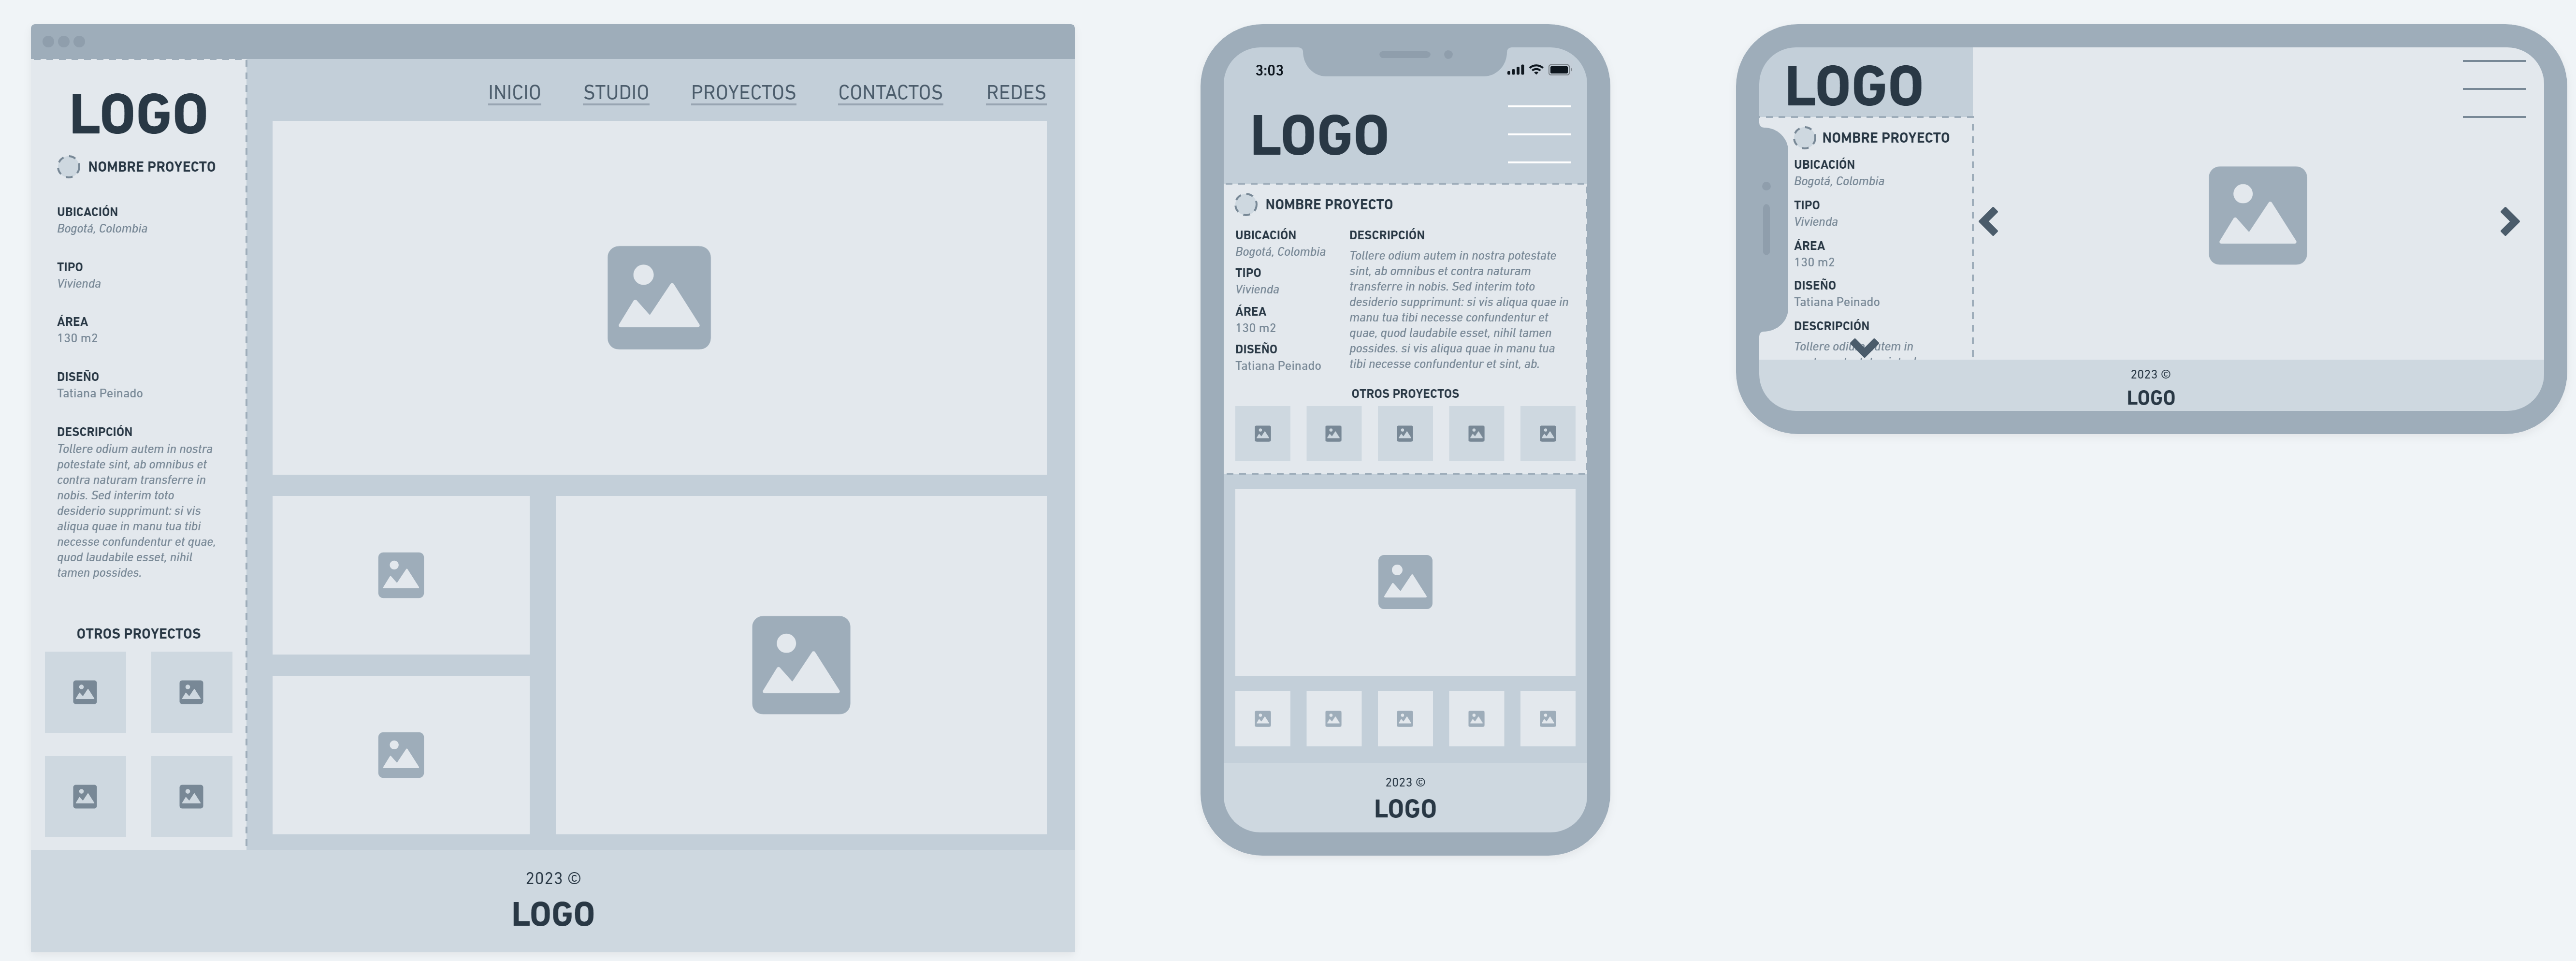 LOGO
NOMBRE PROYECTO
UBICACIÓN
Bogotá, Colombia
TIPO
Vivienda
ÁREA
130 m2
DISEÑO
Tatiana Peinado
DESCRIPCIÓN
Tollere odium autem in nostra
potestate sint, ab omnibus et
contra naturam transferre in
nobis. Sed interim toto
desiderio supprimunt: si vis
aliqua quae in manu tua tibi
necesse confundentur et quae,
quod laudabile esset, nihil
tamen possides.
OTROS PROYECTOS
INICIO STUDIO PROYECTOS CONTACTOS REDES
2023 ©
LOGO
3:03
LOGO
NOMBRE PROYECTO
UBICACIÓN
Bogotá, Colombia
TIPO
Vivienda
ÁREA
130 m2
DISEÑO
Tatiana Peinado
DESCRIPCIÓN
Tollere odium autem in nostra potestate
sint, ab omnibus et contra naturam
transferre in nobis. Sed interim toto
desiderio supprimunt: si vis aliqua quae in
manu tua tibi necesse confundentur et
quae, quod laudabile esset, nihil tamen
possides. si vis aliqua quae in manu tua
tibi necesse confundentur et sint, ab.
OTROS PROYECTOS
2023 ©
LOGO
LOGO
NOMBRE PROYECTO
UBICACIÓN
Bogotá, Colombia
TIPO
Vivienda
ÁREA
130 m2
DISEÑO
Tatiana Peinado
DESCRIPCIÓN
Tollere in
2023 ©
LOGO